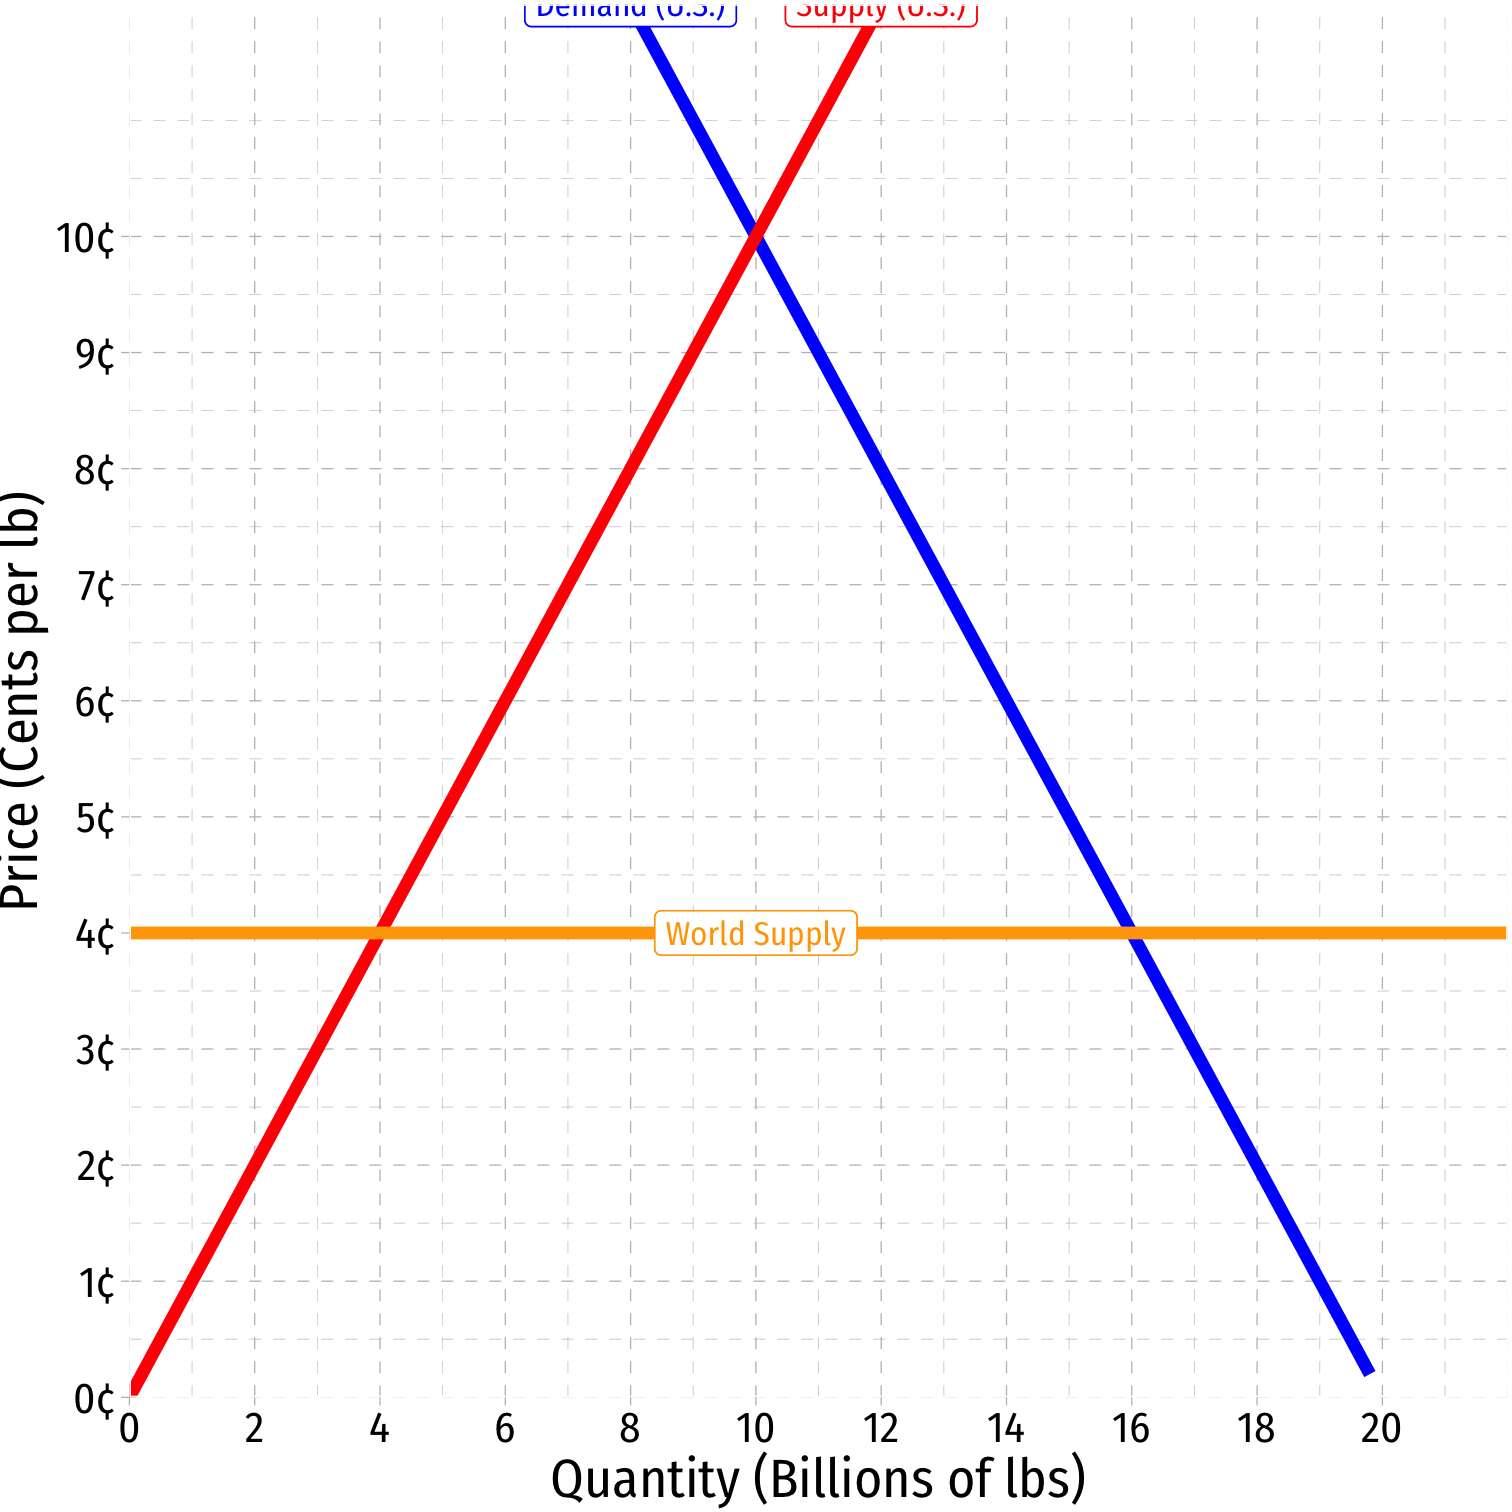 Demand (U.S.)
Supply (U.S.)
10¢
9¢
8¢
7¢
6¢
5¢
4¢
3¢
2¢
1¢
0¢
World Supply
0 2 4 6 8 10 12 14 16 18 20
Quantity (Billions of lbs)
Price (Cents per lb)